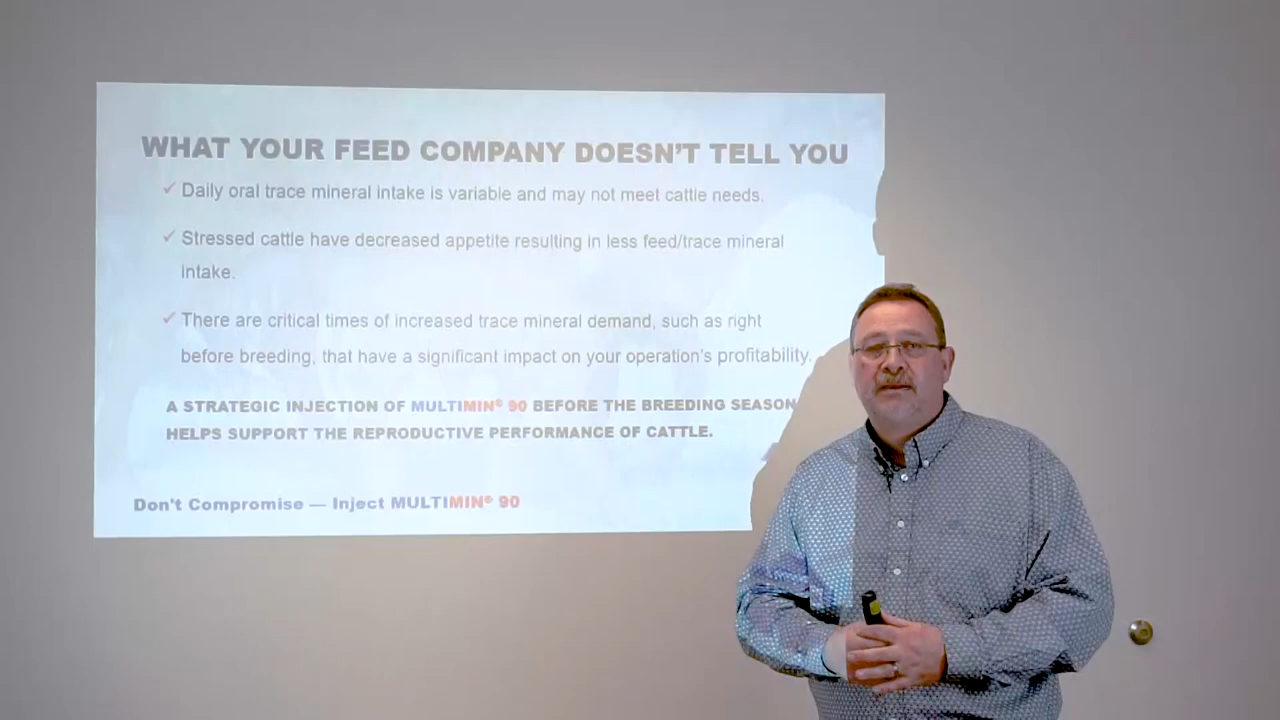 WHAT YOUR FEED COMPANY DOESN'T TELL YOU
✓ Daily oral trace mineral intake is variable and may not meet cattle needs.
✓ Stressed cattle have decreased appetite resulting in less feed/trace mineral
intake.
✓ There are critical times of increased trace mineral demand, such as right
before breeding, that have a significant impact on your operation's profitability.
A STRATEGIC INJECTION OF MULTIMIN® 90 BEFORE THE BREEDING SEASON
HELPS SUPPORT THE REPRODUCTIVE PERFORMANCE OF CATTLE.
Don't Compromise — Inject MULTIMIN® 90